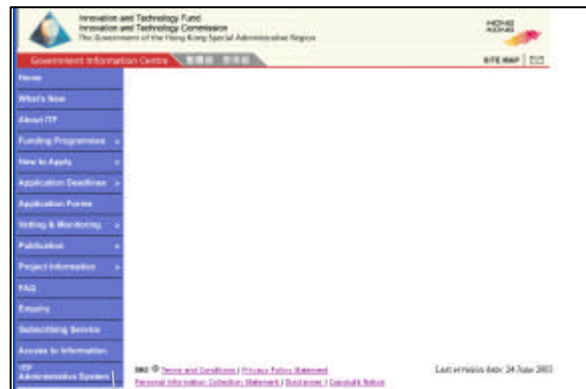 Innovation and Technology Fund
Innovation and Technology Commission
The Government of the Hong Kong Special Administrative Region
HONG
KONG
Government Information Centre
SITE MAP
Home
What's New
About ITF
Funding Programmes
How to Apply
Application Deadlines
Application Forms
Vetting & Monitoring
Publication
Project Information
FAQ
Enquiry
Subscribing Service
Access to Information
ITF
Administrative System
Terms and Conditions | Privacy Policy Statement
Last revision date: 24 June 2003
Personal Information Collection Statement | Disclaimer | Copyright Notice